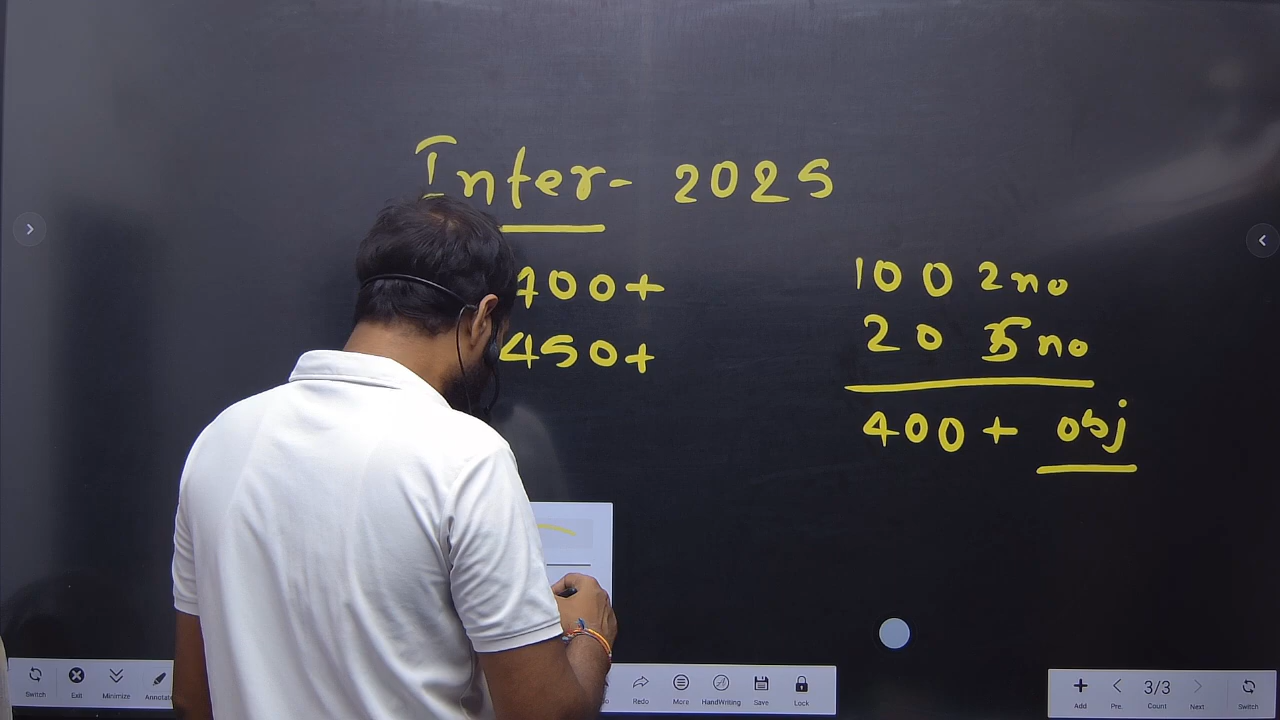 Inter- 2025
400+
450+
100 2no
20 5no
400 + obj
Switch
Exit
Minimize
Redo
More
HandWriting
Save
Lock
Add
Pre.
3/3
Count
Next
Switch